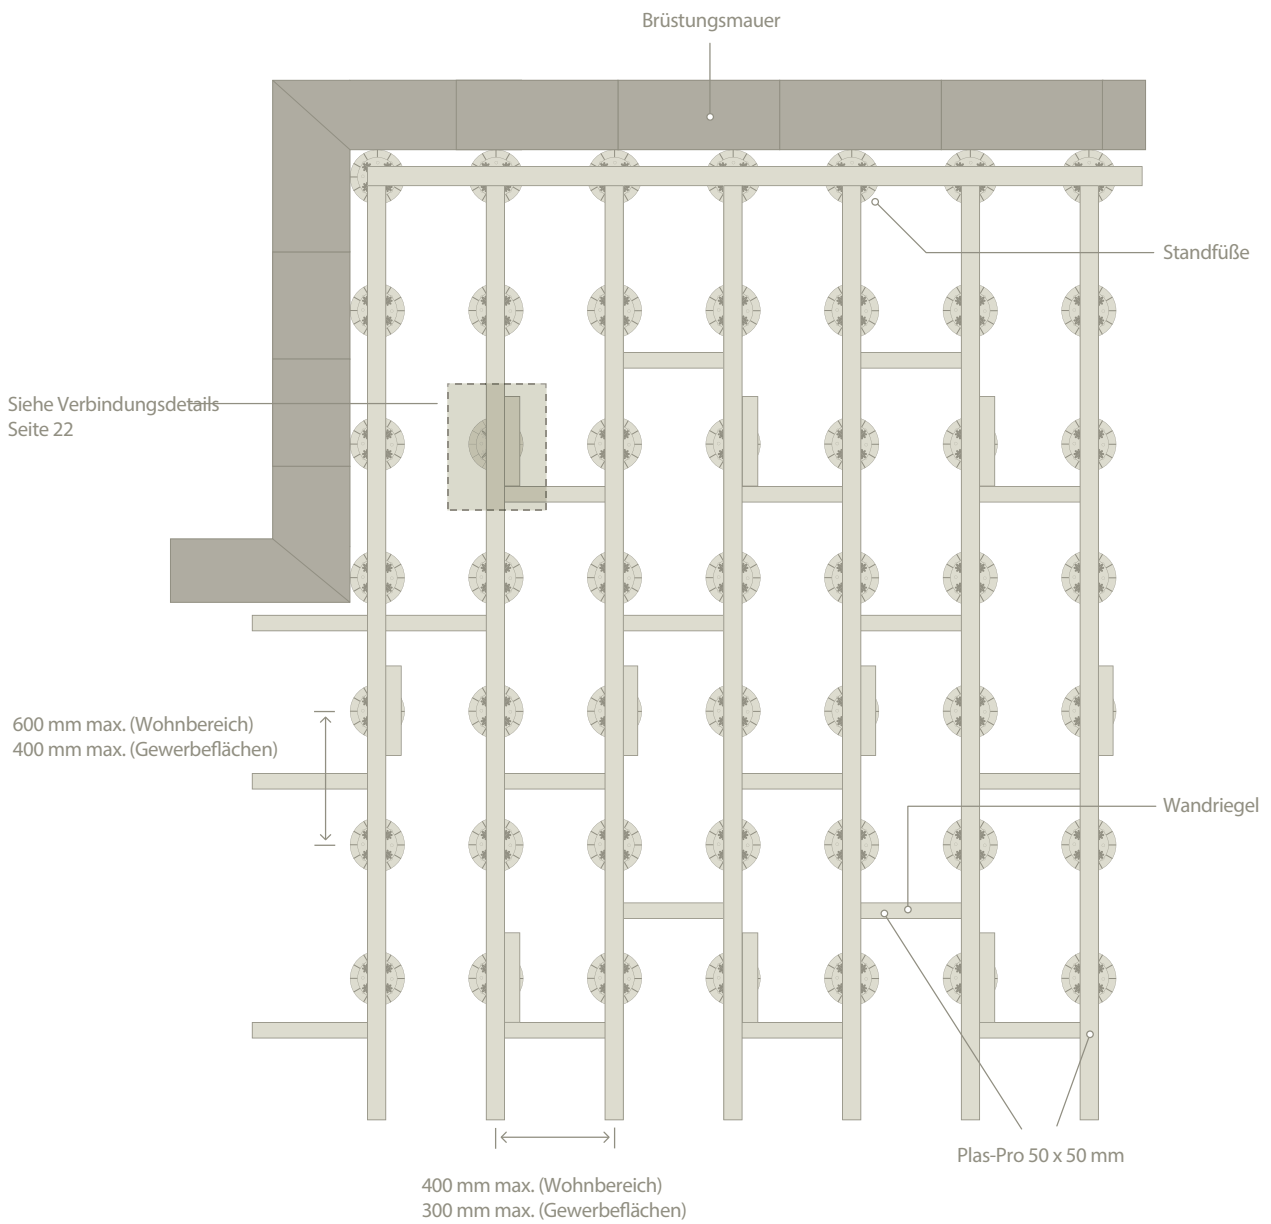 Brüstungsmauer
Standfüße
Siehe Verbindungsdetails
Seite 22
600 mm max. (Wohnbereich)
400 mm max. (Gewerbeflächen)
Wandriegel
Plas-Pro 50 x 50 mm
400 mm max. (Wohnbereich)
300 mm max. (Gewerbeflächen)